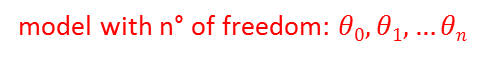 model with n° of freedom: θ₀, θ₁, ... θₙ